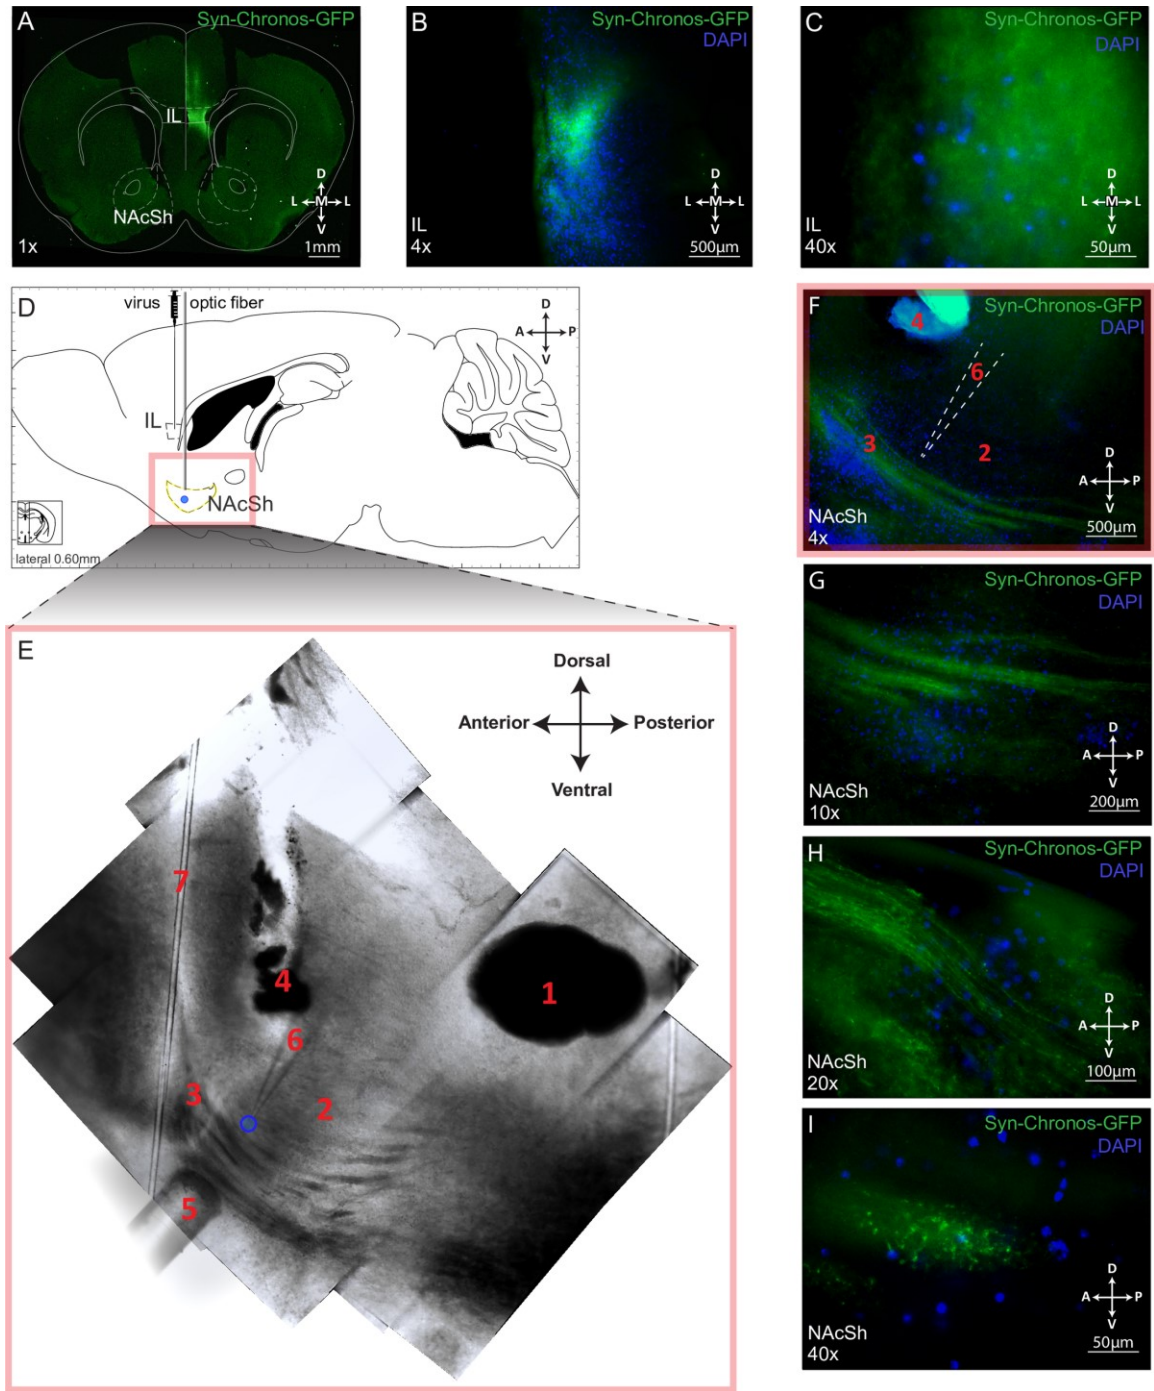 A
Syn-Chronos-GFP
IL
NAcSh
D
L M L
V
1x
1mm
B
Syn-Chronos-GFP
DAPI
D
L M L
V
IL
4x
500µm
C
Syn-Chronos-GFP
DAPI
D
L M L
V
IL
40x
50µm
D
virus
optic fiber
D
A P
V
IL
NAcSh
lateral 0.60mm
F
Syn-Chronos-GFP
DAPI
4
6
3
2
D
A P
V
NAcSh
4x
500µm
G
Syn-Chronos-GFP
DAPI
D
A P
V
NAcSh
10x
200µm
E
Dorsal
Anterior Posterior
Ventral
7
4
1
6
3
2
5
H
Syn-Chronos-GFP
DAPI
D
A P
V
NAcSh
20x
100µm
I
Syn-Chronos-GFP
DAPI
D
A P
V
NAcSh
40x
50µm